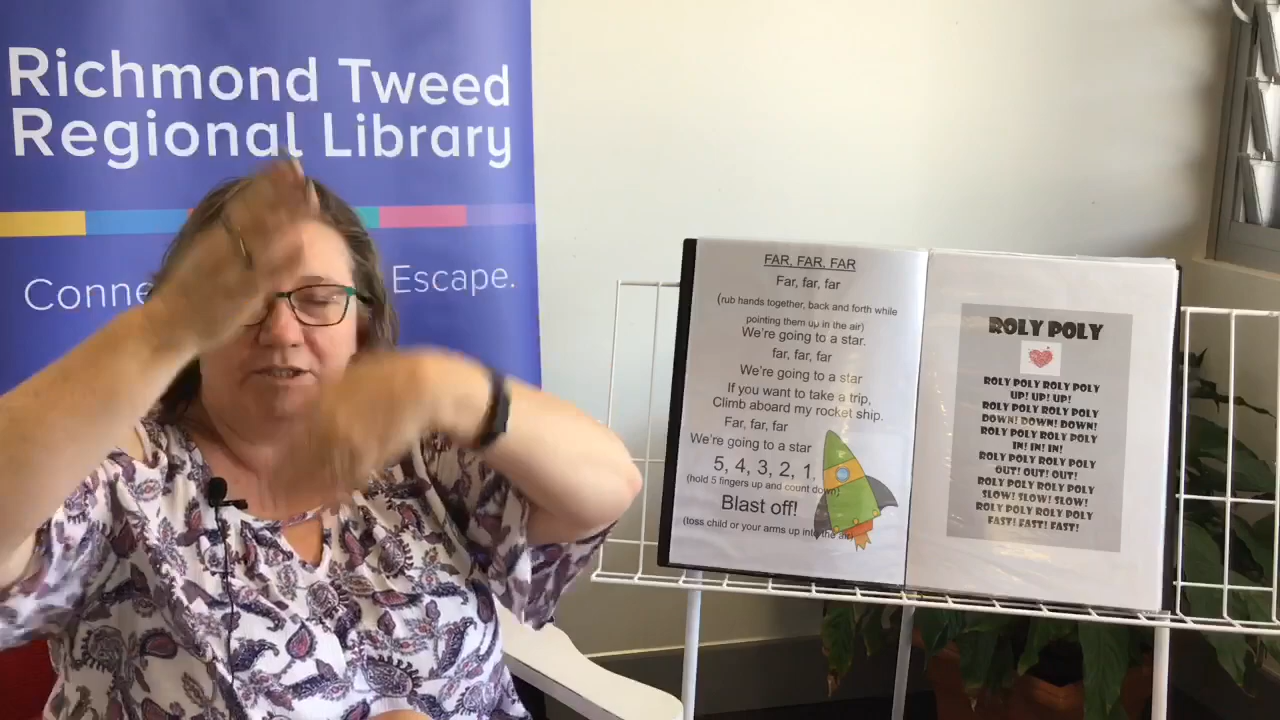 Richmond Tweed
Regional Library
Conne
Escape.
FAR, FAR, FAR
Far, far, far
(rub hands together, back and forth while
pointing them up in the air)
We're going to a star.
far, far, far
We're going to a star
If you want to take a trip,
Climb aboard my rocket ship.
Far, far, far
We're going to a star
5, 4, 3, 2, 1,
(hold 5 fingers up and count down)
Blast off!
(toss child or your arms up into the air)
ROLY POLY
ROLY POLY ROLY POLY
UP! UP! UP!
ROLY POLY ROLY POLY
DOWN! DOWN! DOWN!
ROLY POLY ROLY POLY
IN! IN! IN!
ROLY POLY ROLY POLY
OUT! OUT! OUT!
ROLY POLY ROLY POLY
SLOW! SLOW! SLOW!
ROLY POLY ROLY POLY
FAST! FAST! FAST!